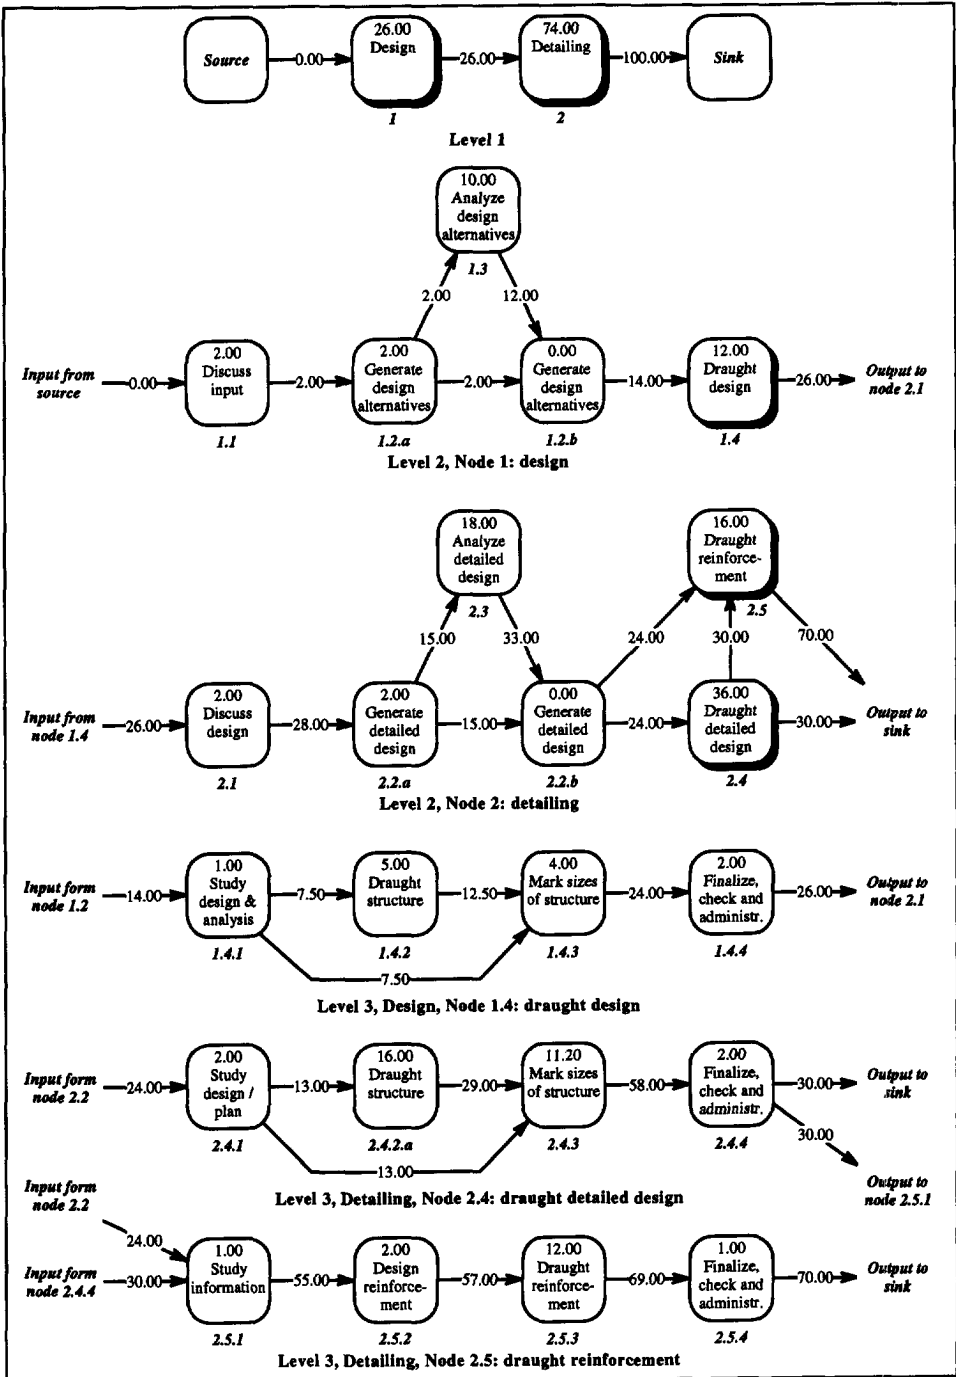 26.00
Design
74.00
Detailing
Source
0.00
26.00
100.00
Sink
1
2
Level 1
10.00
Analyze
design
alternatives
1.3
2.00
12.00
Input from
source
0.00
2.00
Discuss
input
2.00
2.00
Generate
design
alternatives
2.00
0.00
Generate
design
alternatives
14.00
12.00
Draught
design
26.00
Output to
node 2.1
1.1
1.2.a
1.2.b
1.4
Level 2, Node 1: design
18.00
Analyze
detailed
design
2.3
16.00
Draught
reinforce-
ment
2.5
15.00
33.00
24.00
30.00
70.00
Input from
node 1.4
26.00
2.00
Discuss
design
28.00
2.00
Generate
detailed
design
15.00
0.00
Generate
detailed
design
24.00
36.00
Draught
detailed
design
30.00
Output to
sink
2.1
2.2.a
2.2.b
2.4
Level 2, Node 2: detailing
Input form
node 1.2
14.00
1.00
Study
design &
analysis
7.50
5.00
Draught
structure
12.50
4.00
Mark sizes
of structure
24.00
2.00
Finalize,
check and
administr.
26.00
Output to
node 2.1
1.4.1
1.4.2
1.4.3
1.4.4
7.50
Level 3, Design, Node 1.4: draught design
Input form
node 2.2
24.00
2.00
Study
design /
plan
13.00
16.00
Draught
structure
29.00
11.20
Mark sizes
of structure
58.00
2.00
Finalize,
check and
administr.
30.00
Output to
sink
2.4.1
2.4.2.a
2.4.3
2.4.4
30.00
13.00
Output to
node 2.5.1
Level 3, Detailing, Node 2.4: draught detailed design
Input form
node 2.2
24.00
Input form
node 2.4.4
30.00
1.00
Study
information
55.00
2.00
Design
reinforce-
ment
57.00
12.00
Draught
reinforce-
ment
69.00
1.00
Finalize,
check and
administr.
70.00
Output to
sink
2.5.1
2.5.2
2.5.3
2.5.4
Level 3, Detailing, Node 2.5: draught reinforcement